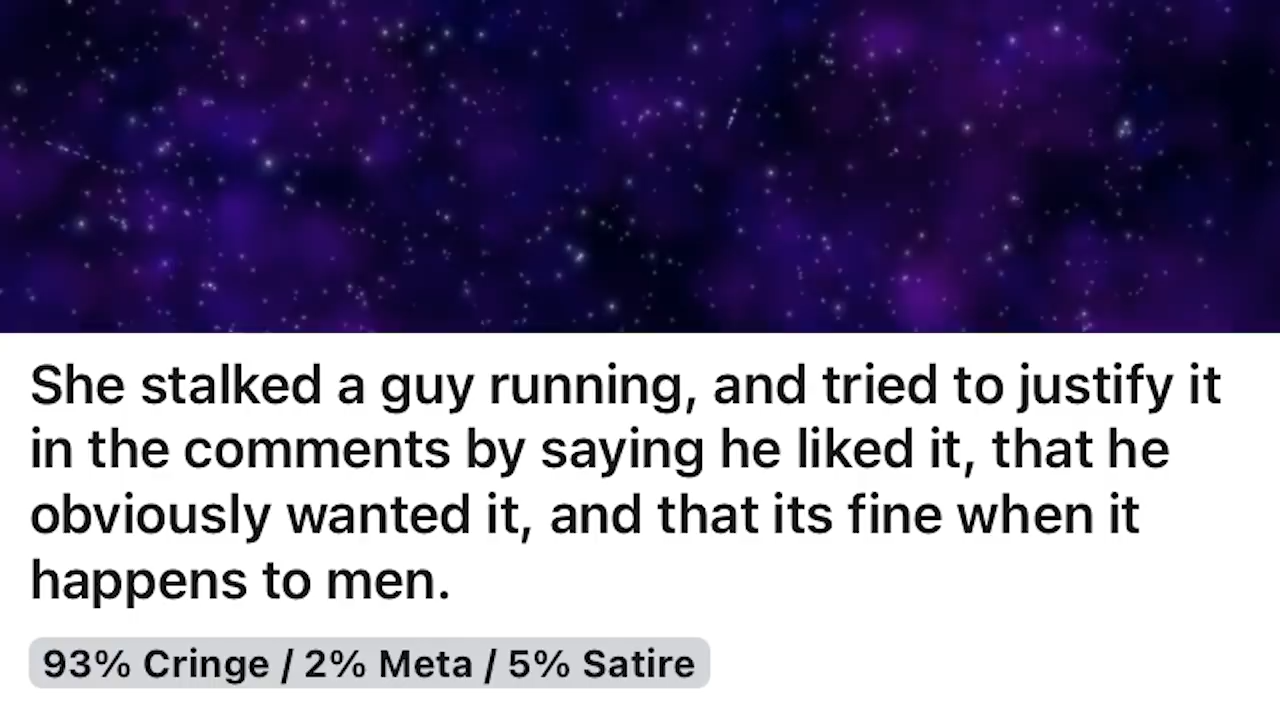 She stalked a guy running, and tried to justify it
in the comments by saying he liked it, that he
obviously wanted it, and that its fine when it
happens to men.
93% Cringe / 2% Meta / 5% Satire